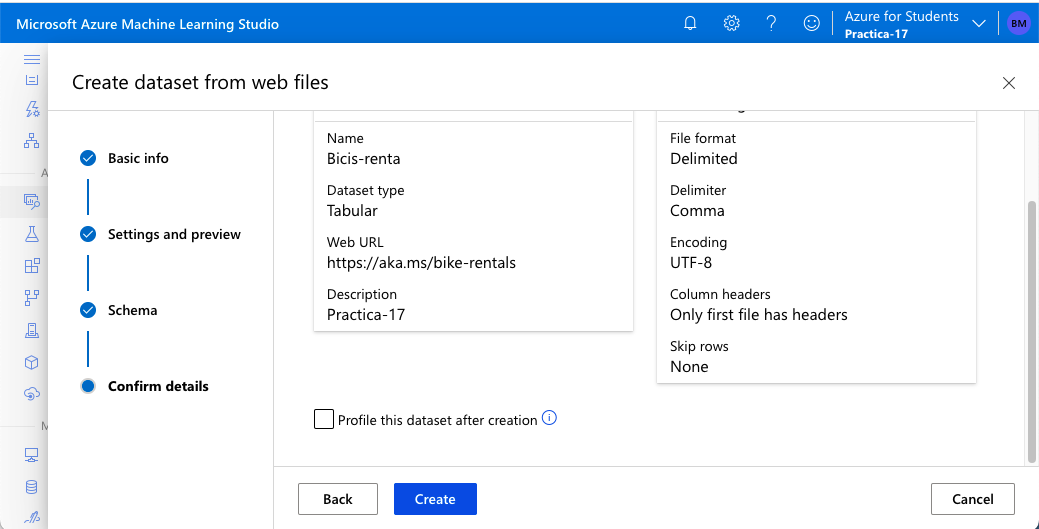 Microsoft Azure Machine Learning Studio
Azure for Students
Practica-17
BM
Create dataset from web files
Basic info
Settings and preview
Schema
Confirm details
Name
Bicis-renta
Dataset type
Tabular
Web URL
https://aka.ms/bike-rentals
Description
Practica-17
File format
Delimited
Delimiter
Comma
Encoding
UTF-8
Column headers
Only first file has headers
Skip rows
None
Profile this dataset after creation
Back
Create
Cancel